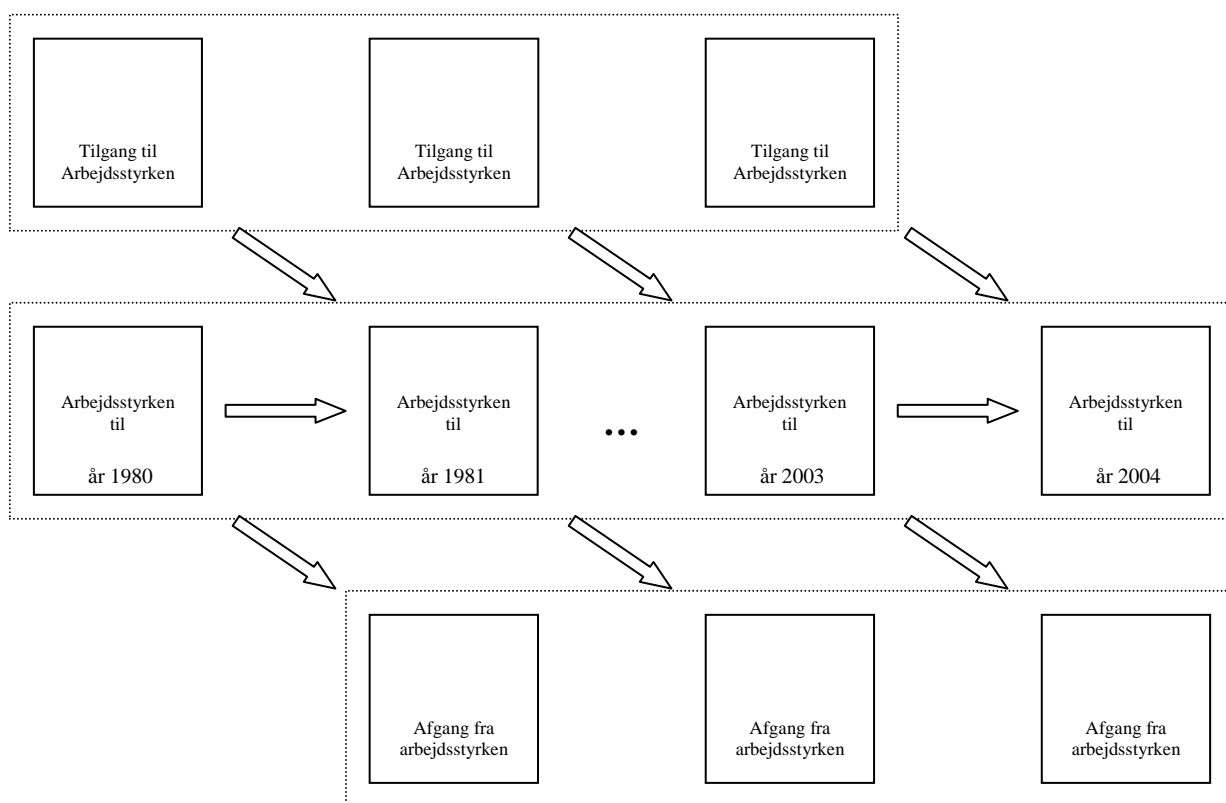 Tilgang til
Arbejdsstyrken
Tilgang til
Arbejdsstyrken
Tilgang til
Arbejdsstyrken
Arbejdsstyrken
til
år 1980
Arbejdsstyrken
til
år 1981
...
Arbejdsstyrken
til
år 2003
Arbejdsstyrken
til
år 2004
Afgang fra
arbejdsstyrken
Afgang fra
arbejdsstyrken
Afgang fra
arbejdsstyrken